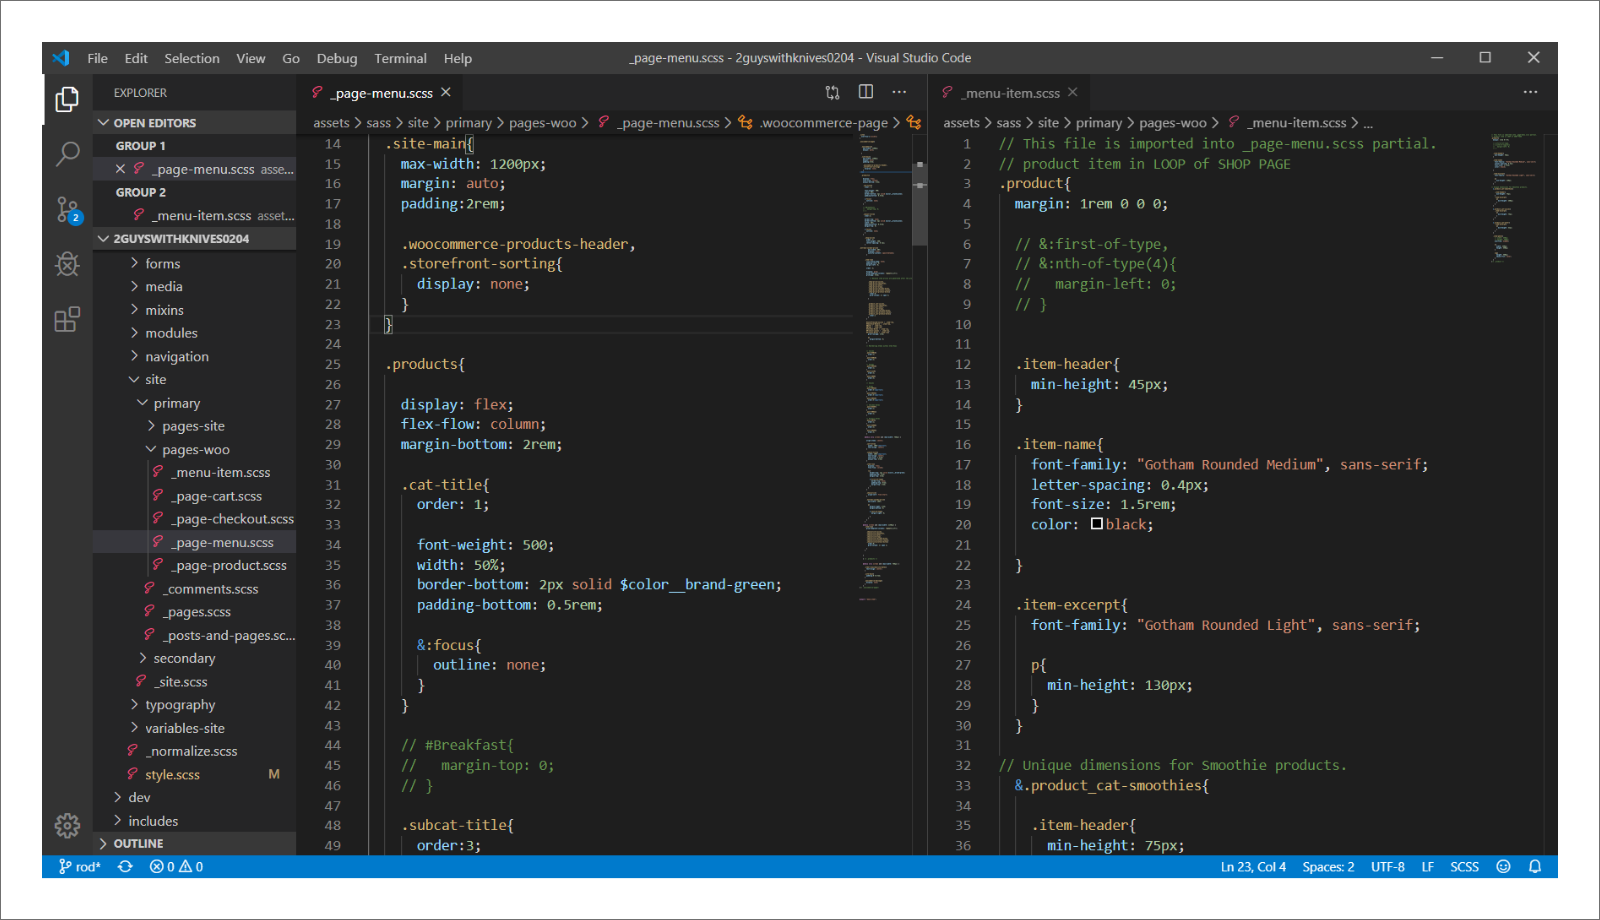 File Edit Selection View Go Debug Terminal Help
_page-menu.scss - 2guyswithknives0204 - Visual Studio Code
EXPLORER
OPEN EDITORS
GROUP 1
_page-menu.scss asse...
GROUP 2
_menu-item.scss asset...
2GUYSWITHKNIVES0204
forms
media
mixins
modules
navigation
site
primary
pages-site
pages-woo
_menu-item.scss
_page-cart.scss
_page-checkout.scss
_page-menu.scss
_page-product.scss
_comments.scss
_pages.scss
_posts-and-pages.sc...
secondary
_site.scss
typography
variables-site
_normalize.scss
style.scss M
dev
includes
OUTLINE
2
_page-menu.scss
assets > sass > site > primary > pages-woo > _page-menu.scss > .woocommerce-page >
14 .site-main{
15 max-width: 1200px;
16 margin: auto;
17 padding:2rem;
18
19 .woocommerce-products-header,
20 .storefront-sorting{
21 display: none;
22 }
23 }
24
25 .products{
26
27 display: flex;
28 flex-flow: column;
29 margin-bottom: 2rem;
30
31 .cat-title{
32 order: 1;
33
34 font-weight: 500;
35 width: 50%;
36 border-bottom: 2px solid $color__brand-green;
37 padding-bottom: 0.5rem;
38
39 &:focus{
40 outline: none;
41 }
42 }
43
44 // #Breakfast{
45 //   margin-top: 0;
46 // }
47
48 .subcat-title{
49 order:3;
_menu-item.scss
assets > sass > site > primary > pages-woo > _menu-item.scss > ...
1 // This file is imported into _page-menu.scss partial.
2 // product item in LOOP of SHOP PAGE
3 .product{
4 margin: 1rem 0 0 0;
5
6 // &:first-of-type,
7 // &:nth-of-type(4){
8 //   margin-left: 0;
9 // }
10
11
12 .item-header{
13 min-height: 45px;
14 }
15
16 .item-name{
17 font-family: "Gotham Rounded Medium", sans-serif;
18 letter-spacing: 0.4px;
19 font-size: 1.5rem;
20 color: black;
21
22 }
23
24 .item-excerpt{
25 font-family: "Gotham Rounded Light", sans-serif;
26
27 p{
28 min-height: 130px;
29 }
30 }
31
32 // Unique dimensions for Smoothie products.
33 &.product_cat-smoothies{
34
35 .item-header{
36 min-height: 75px;
rod* 0 0
Ln 23, Col 4 Spaces: 2 UTF-8 LF SCSS